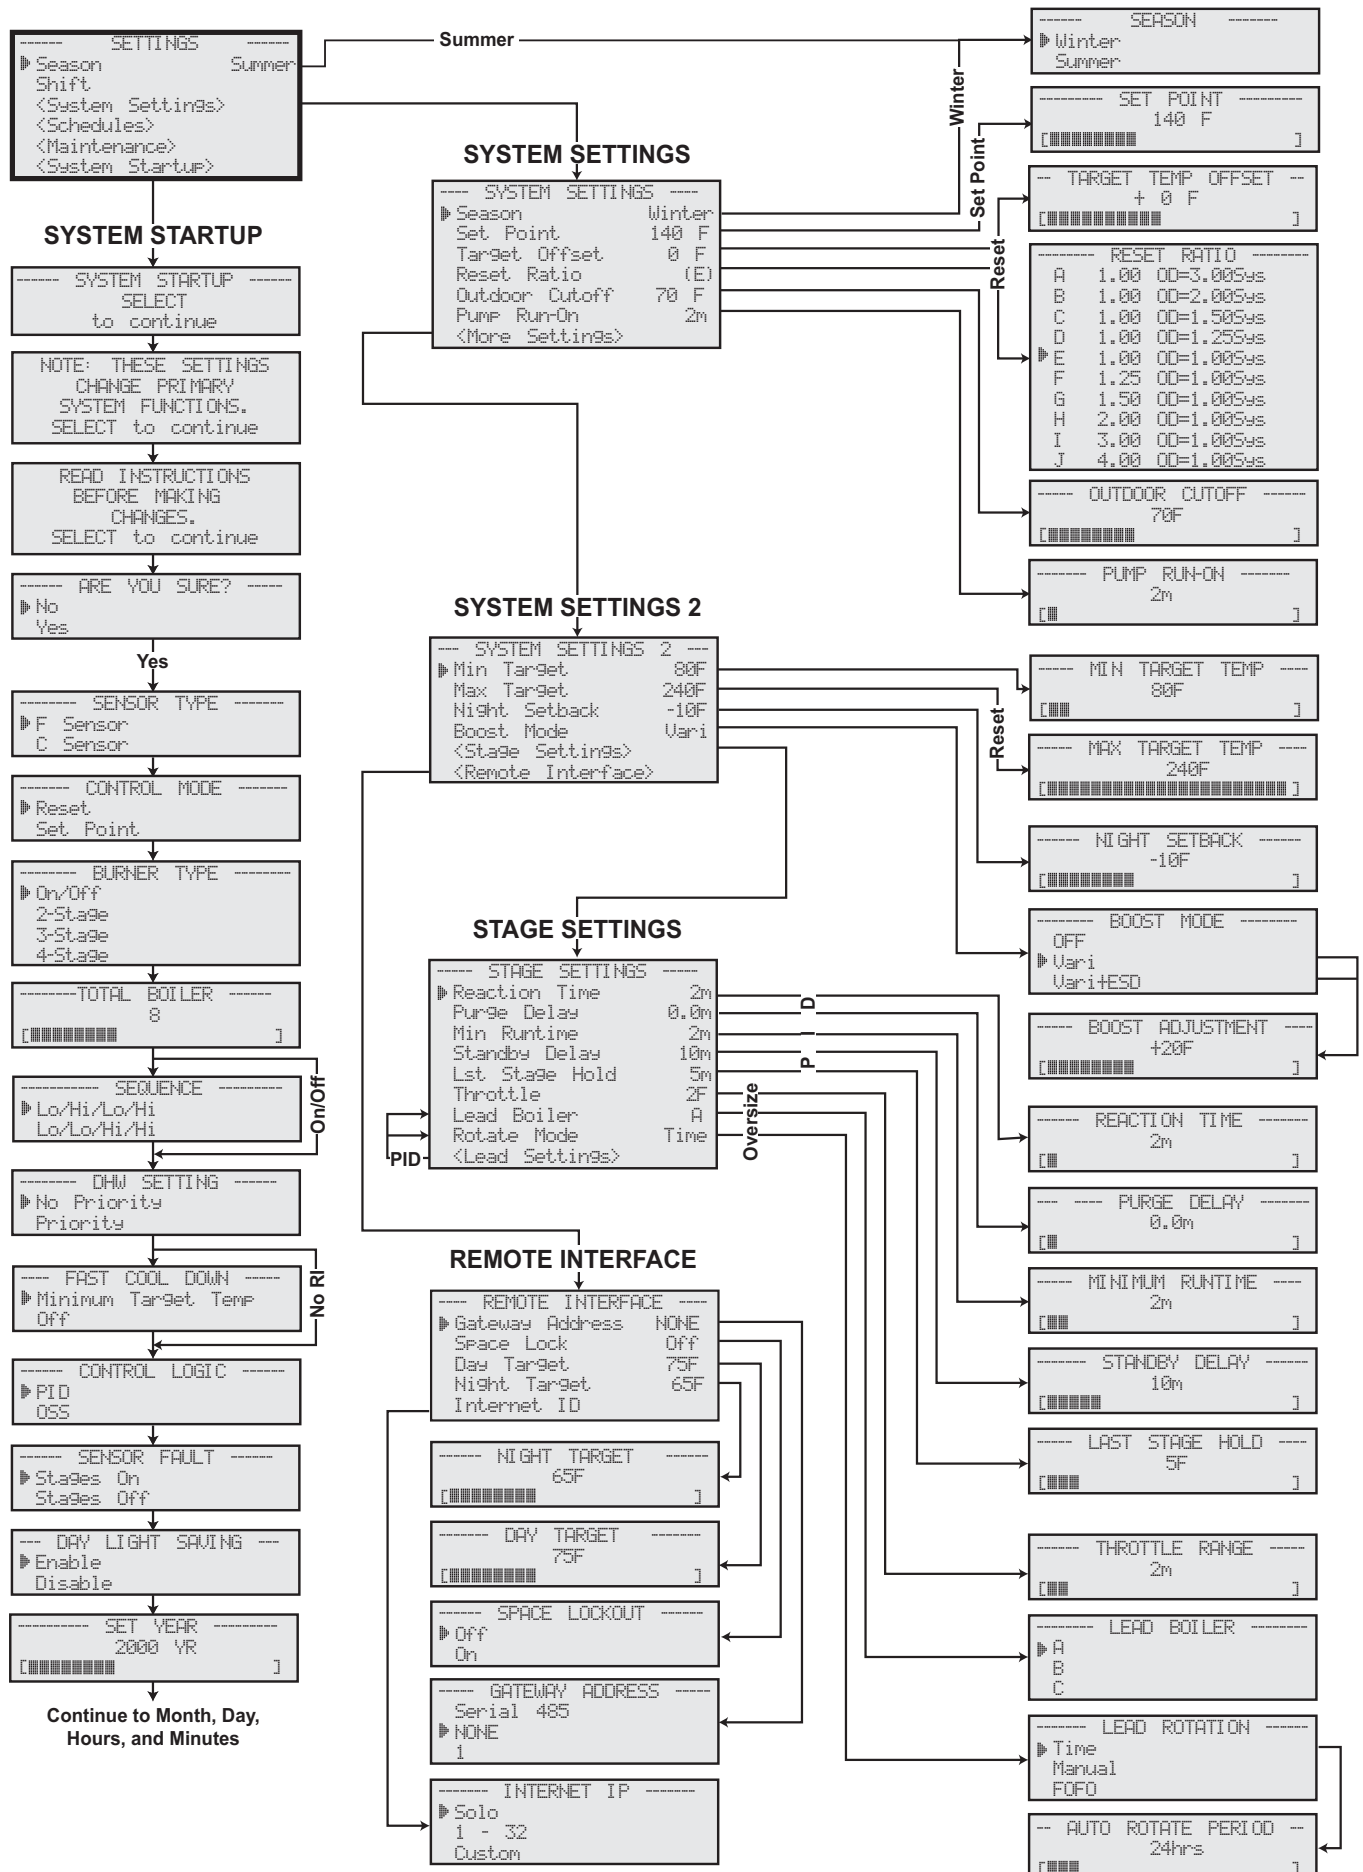 ------ SETTINGS ------
Season Summer
Shift
<System Settings>
<Schedules>
<Maintenance>
<System Startup>
Summer
Winter
Set Point
Reset
SYSTEM STARTUP
------ SYSTEM STARTUP ------
SELECT
to continue
NOTE: THESE SETTINGS
CHANGE PRIMARY
SYSTEM FUNCTIONS.
SELECT to continue
READ INSTRUCTIONS
BEFORE MAKING
CHANGES.
SELECT to continue
------ ARE YOU SURE? -----
No
Yes
Yes
-------- SENSOR TYPE -------
F Sensor
C Sensor
------- CONTROL MODE -------
Reset
Set Point
-------- BURNER TYPE --------
On/Off
2-Stage
3-Stage
4-Stage
-------TOTAL BOILER ------
8
[ ]
On/Off
----------- SEQUENCE ---------
Lo/Hi/Lo/Hi
Lo/Lo/Hi/Hi
-------- DHW SETTING ------
No Priority
Priority
No RI
---- FAST COOL DOWN -----
Minimum Target Temp
Off
------ CONTROL LOGIC ------
PID
OSS
------ SENSOR FAULT ------
Stages On
Stages Off
--- DAY LIGHT SAVING ---
Enable
Disable
---------- SET YEAR ---------
2000 YR
[ ]
Continue to Month, Day,
Hours, and Minutes
SYSTEM SETTINGS
---- SYSTEM SETTINGS ----
Season Winter
Set Point 140 F
Target Offset 0 F
Reset Ratio (E)
Outdoor Cutoff 70 F
Pump Run-On 2m
<More Settings>
SYSTEM SETTINGS 2
--- SYSTEM SETTINGS 2 ---
Min Target 80F
Max Target 240F
Night Setback -10F
Boost Mode Vari
<Stage Settings>
<Remote Interface>
Reset
STAGE SETTINGS
----- STAGE SETTINGS -----
Reaction Time 2m
Purge Delay 0.0m
Min Runtime 2m
Standby Delay 10m
Lst Stage Hold 5m
Throttle 2F
Lead Boiler A
Rotate Mode Time
<Lead Settings>
PID
P I D
Oversize
REMOTE INTERFACE
---- REMOTE INTERFACE ----
Gateway Address NONE
Space Lock Off
Day Target 75F
Night Target 65F
Internet ID
------ NIGHT TARGET -------
65F
[ ]
------- DAY TARGET -------
75F
[ ]
------ SPACE LOCKOUT ------
Off
On
----- GATEWAY ADDRESS -----
Serial 485
NONE
1
------- INTERNET IP -------
Solo
1 - 32
Custom
------ SEASON -------
Winter
Summer
--------- SET POINT ---------
140 F
[ ]
-- TARGET TEMP OFFSET --
+ 0 F
[ ]
------- RESET RATIO --------
A 1.00 OD=3.00Sys
B 1.00 OD=2.00Sys
C 1.00 OD=1.50Sys
D 1.00 OD=1.25Sys
E 1.00 OD=1.00Sys
F 1.25 OD=1.00Sys
G 1.50 OD=1.00Sys
H 2.00 OD=1.00Sys
I 3.00 OD=1.00Sys
J 4.00 OD=1.00Sys
----- OUTDOOR CUTOFF ------
70F
[ ]
------- PUMP RUN-ON -------
2m
[ ]
----- MIN TARGET TEMP ----
80F
[ ]
----- MAX TARGET TEMP ----
240F
[ ]
------ NIGHT SETBACK ------
-10F
[ ]
-------- BOOST MODE --------
OFF
Vari
Vari+ESD
----- BOOST ADJUSTMENT ----
+20F
[ ]
------ REACTION TIME ------
2m
[ ]
--- ---- PURGE DELAY -------
0.0m
[ ]
----- MINIMUM RUNTIME ----
2m
[ ]
------ STANDBY DELAY ------
10m
[ ]
----- LAST STAGE HOLD ----
5F
[ ]
------ THROTTLE RANGE -----
2m
[ ]
-------- LEAD BOILER --------
A
B
C
------- LEAD ROTATION ------
Time
Manual
FOFO
-- AUTO ROTATE PERIOD --
24hrs
[ ]